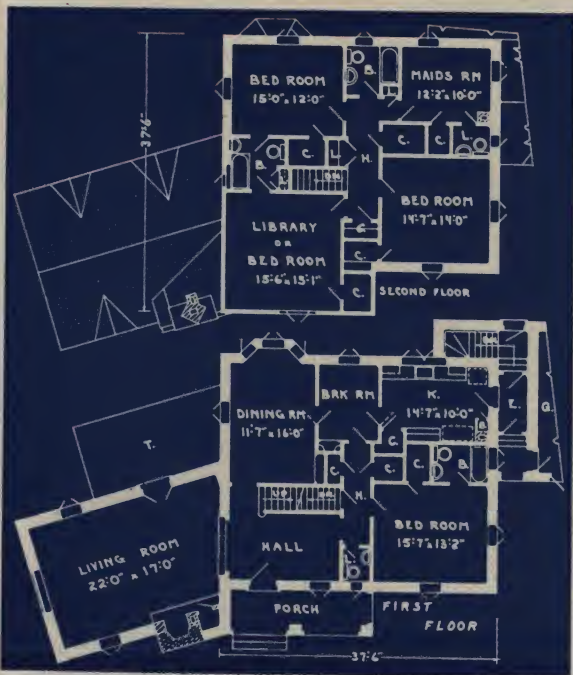 37'-6"
BED ROOM
15'-0" x 12'-0"
B.
MAIDS RM
12'-2" x 10'-0"
B.
C.
L.
H.
C.
C.
L.
BED ROOM
14'-7" x 14'-0"
LIBRARY
OR
BED ROOM
15'-6" x 15'-1"
C.
C.
C.
SECOND FLOOR
DINING RM.
11'-7" x 16'-0"
BRK RM
K.
14'-7" x 10'-0"
E.
G.
T.
C.
B.
C.
C.
C.
B.
H.
UP
LIVING ROOM
22'-0" x 17'-0"
HALL
BED ROOM
15'-7" x 13'-2"
L.
PORCH
FIRST
FLOOR
37'-6"